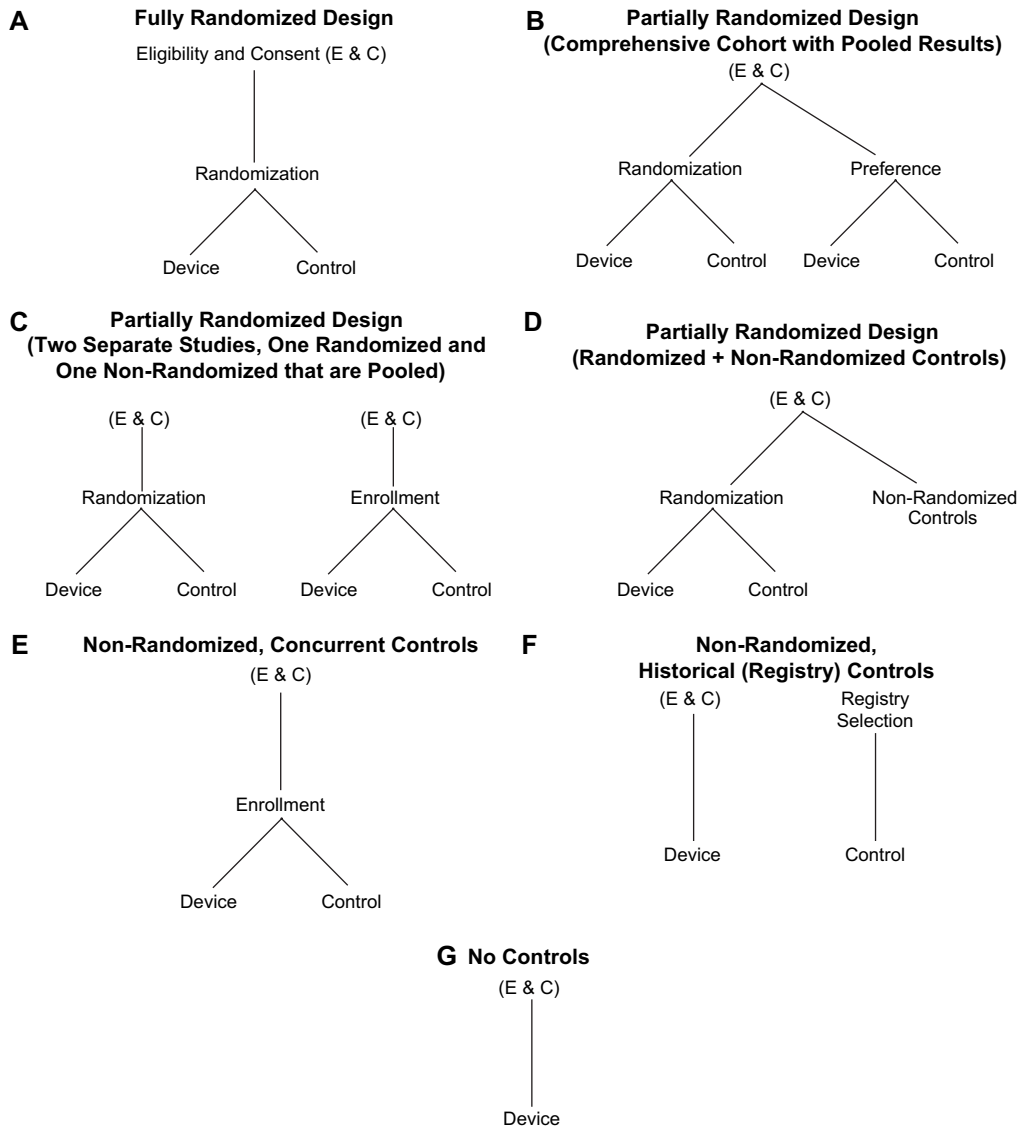 A
Fully Randomized Design
Eligibility and Consent (E & C)
Randomization
Device
Control
B
Partially Randomized Design
(Comprehensive Cohort with Pooled Results)
(E & C)
Randomization
Preference
Device
Control
Device
Control
C
Partially Randomized Design
(Two Separate Studies, One Randomized and
One Non-Randomized that are Pooled)
(E & C)
(E & C)
Randomization
Enrollment
Device
Control
Device
Control
D
Partially Randomized Design
(Randomized + Non-Randomized Controls)
(E & C)
Randomization
Non-Randomized
Controls
Device
Control
E
Non-Randomized, Concurrent Controls
(E & C)
Enrollment
Device
Control
F
Non-Randomized,
Historical (Registry) Controls
(E & C)
Registry
Selection
Device
Control
G No Controls
(E & C)
Device